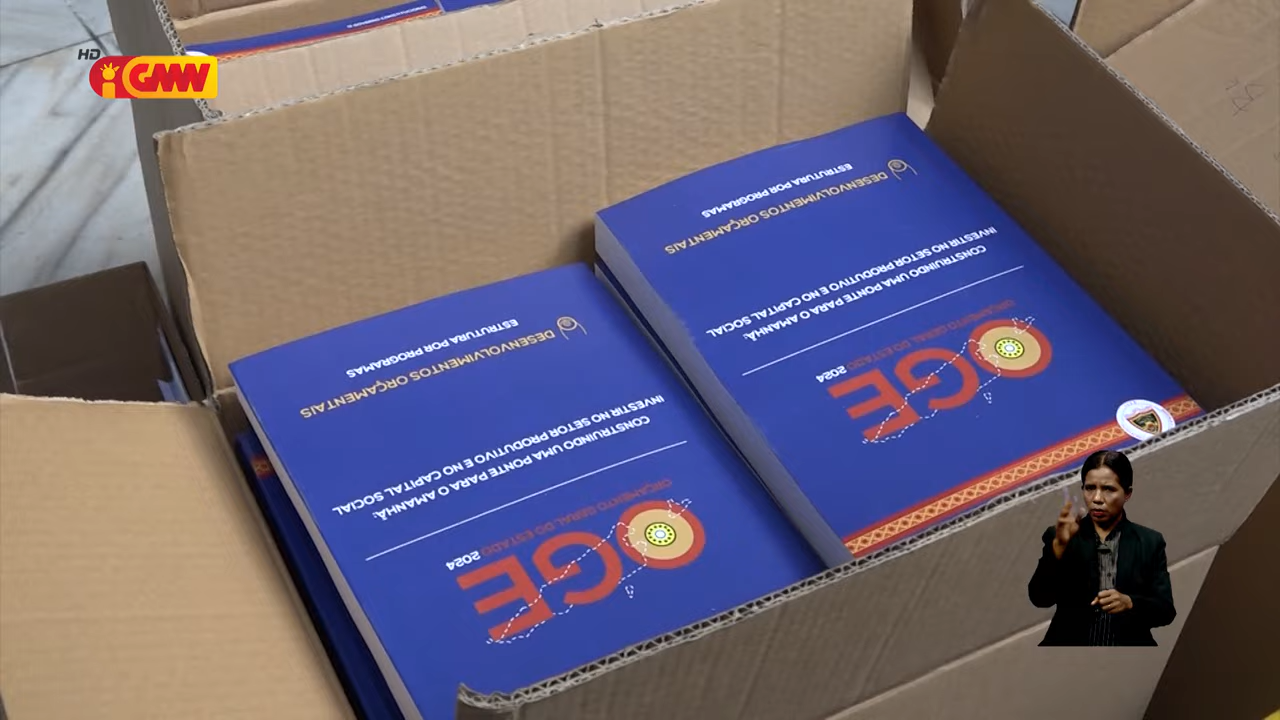 HD
GMN
OGE
2024
ORÇAMENTO GERAL DO ESTADO
CONSTRUINDO UMA PONTE PARA O AMANHÃ:
INVESTIR NO SETOR PRODUTIVO E NO CAPITAL SOCIAL
DESENVOLVIMENTOS ORÇAMENTAIS
ESTRUTURA POR PROGRAMAS
OGE
2024
ORÇAMENTO GERAL DO ESTADO
CONSTRUINDO UMA PONTE PARA O AMANHÃ:
INVESTIR NO SETOR PRODUTIVO E NO CAPITAL SOCIAL
DESENVOLVIMENTOS ORÇAMENTAIS
ESTRUTURA POR PROGRAMAS